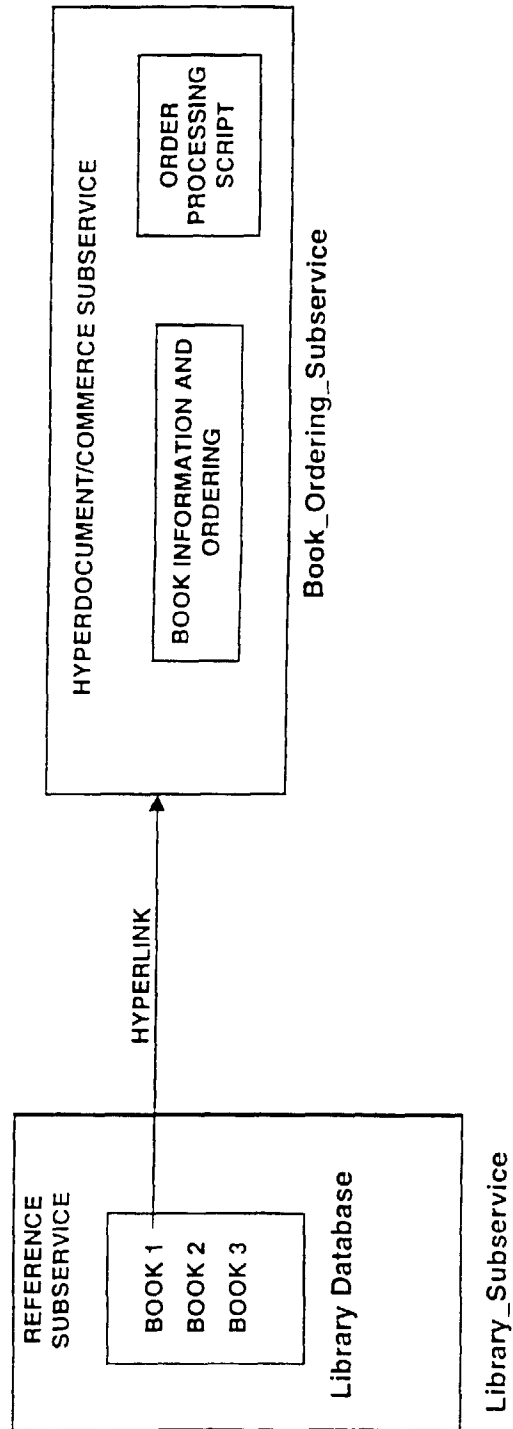 REFERENCE
SUBSERVICE
BOOK 1
BOOK 2
BOOK 3
Library Database
Library_Subservice
HYPERLINK
HYPERDOCUMENT/COMMERCE SUBSERVICE
BOOK INFORMATION AND
ORDERING
ORDER
PROCESSING
SCRIPT
Book_Ordering_Subservice